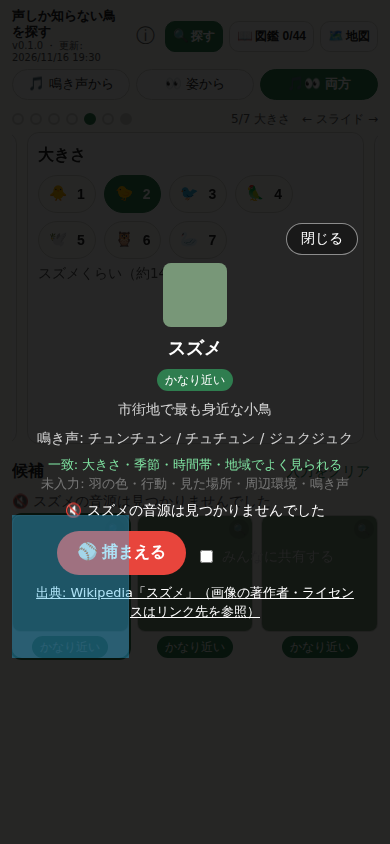 声しか知らない鳥
を探す
v0.1.0 · 更新:
2026/11/16 19:30
ⓘ
🔍 探す
📖 図鑑 0/44
🗺️ 地図
🎵 鳴き声から
👀 姿から
👀 両方
5/7 大きさ ← スライド →
大きさ
1
2
3
4
5
6
7
閉じる
スズメくらい（約14
スズメ
かなり近い
市街地で最も身近な小鳥
鳴き声: チュンチュン / チュチュン / ジュクジュク
候補
一致: 大きさ・季節・時間帯・地域でよく見られる
リア
未入力: 羽の色・行動・見た場所・周辺環境・鳴き声
🔇 スズメの音源は見つかりませんでした
🔇 スズメの音源は見つかりませんでした
捕まえる
みんなに共有する
出典: Wikipedia「スズメ」（画像の著作者・ライセン
スはリンク先を参照）
かなり近い
かなり近い
かなり近い